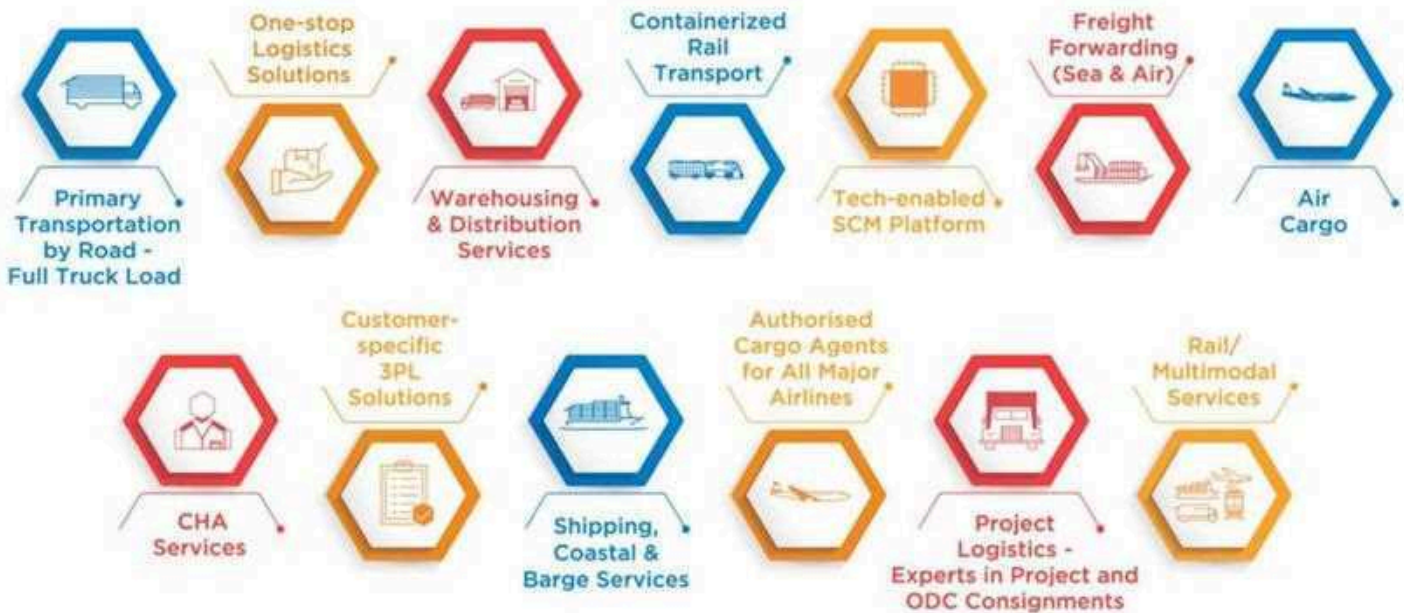 Primary
Transportation
by Road -
Full Truck Load
One-stop
Logistics
Solutions
Warehousing
& Distribution
Services
Containerized
Rail
Transport
Tech-enabled
SCM Platform
Freight
Forwarding
(Sea & Air)
Air
Cargo
CHA
Services
Customer-
specific
3PL
Solutions
Shipping,
Coastal &
Barge Services
Authorised
Cargo Agents
for All Major
Airlines
Project
Logistics -
Experts in Project and
ODC Consignments
Rail/
Multimodal
Services